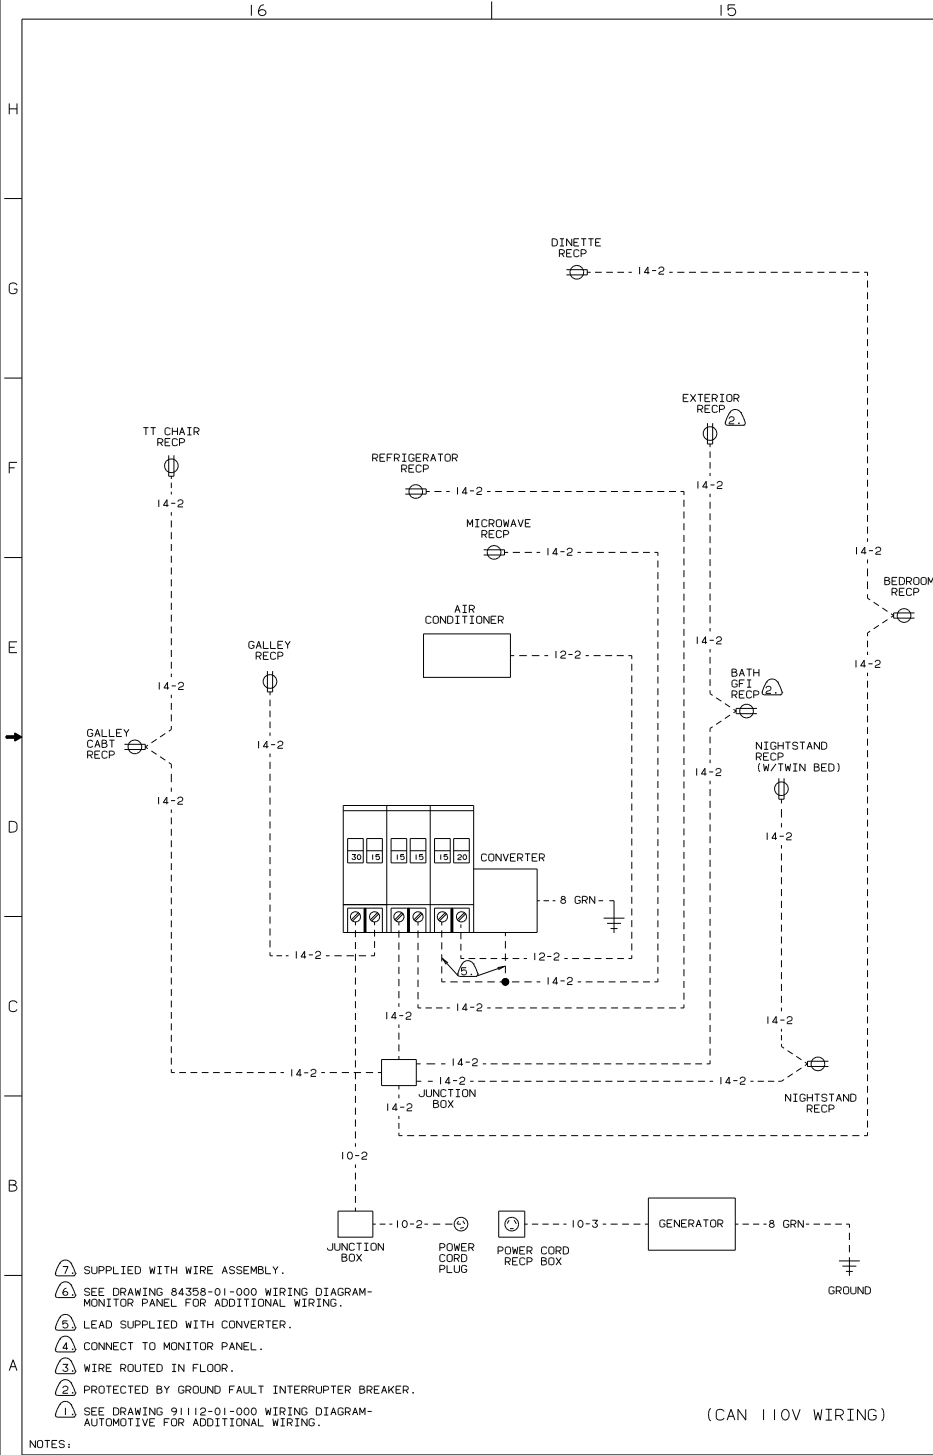 16
15
H
DINETTE
RECP
14-2
G
EXTERIOR
RECP
2.
TT CHAIR
RECP
REFRIGERATOR
RECP
F
14-2
14-2
14-2
MICROWAVE
RECP
14-2
14-2
BEDROOM
RECP
AIR
CONDITIONER
GALLEY
RECP
14-2
E
12-2
14-2
14-2
BATH
GFI
RECP
2.
GALLEY
CABT
RECP
14-2
NIGHTSTAND
RECP
(W/TWIN BED)
14-2
14-2
D
14-2
30
15
15
15
15
20
CONVERTER
8 GRN
14-2
12-2
5.
14-2
C
14-2
14-2
14-2
14-2
14-2
14-2
14-2
JUNCTION
BOX
NIGHTSTAND
RECP
14-2
10-2
B
10-2
10-3
GENERATOR
8 GRN
JUNCTION
BOX
POWER
CORD
PLUG
POWER CORD
RECP BOX
GROUND
7. SUPPLIED WITH WIRE ASSEMBLY.
6. SEE DRAWING 84358-01-000 WIRING DIAGRAM-
MONITOR PANEL FOR ADDITIONAL WIRING.
5. LEAD SUPPLIED WITH CONVERTER.
4. CONNECT TO MONITOR PANEL.
A
3. WIRE ROUTED IN FLOOR.
2. PROTECTED BY GROUND FAULT INTERRUPTER BREAKER.
1. SEE DRAWING 91112-01-000 WIRING DIAGRAM-
AUTOMOTIVE FOR ADDITIONAL WIRING.
(CAN 110V WIRING)
NOTES: